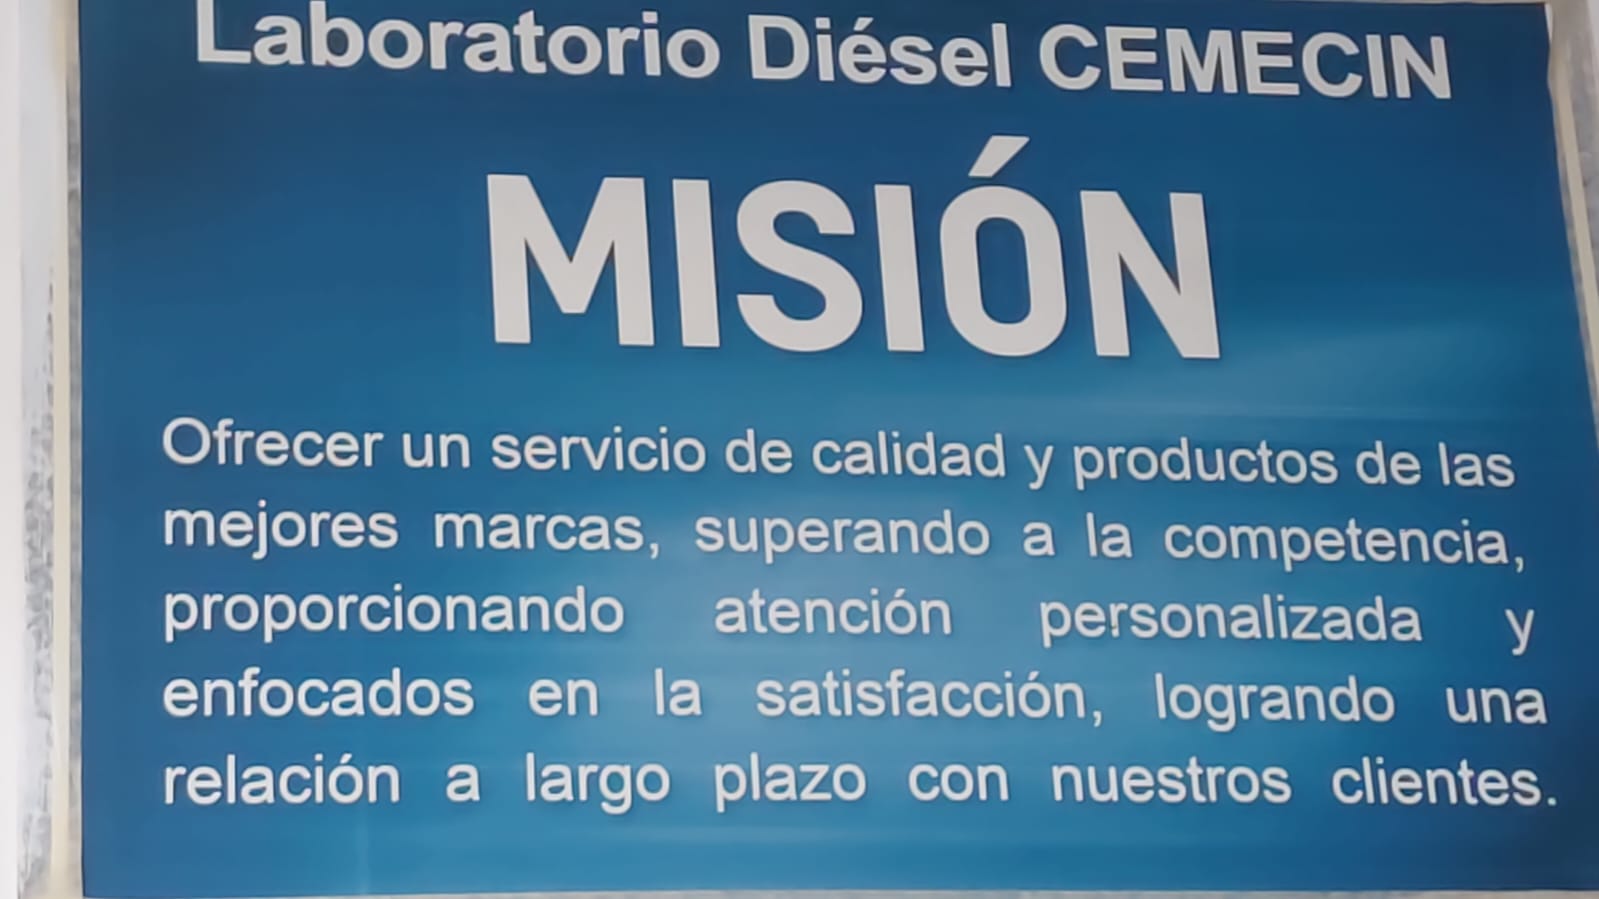 Laboratorio Diésel CEMECIN
MISIÓN
Ofrecer un servicio de calidad y productos de las
mejores marcas, superando a la competencia,
proporcionando atención personalizada y
enfocados en la satisfacción, logrando una
relación a largo plazo con nuestros clientes.